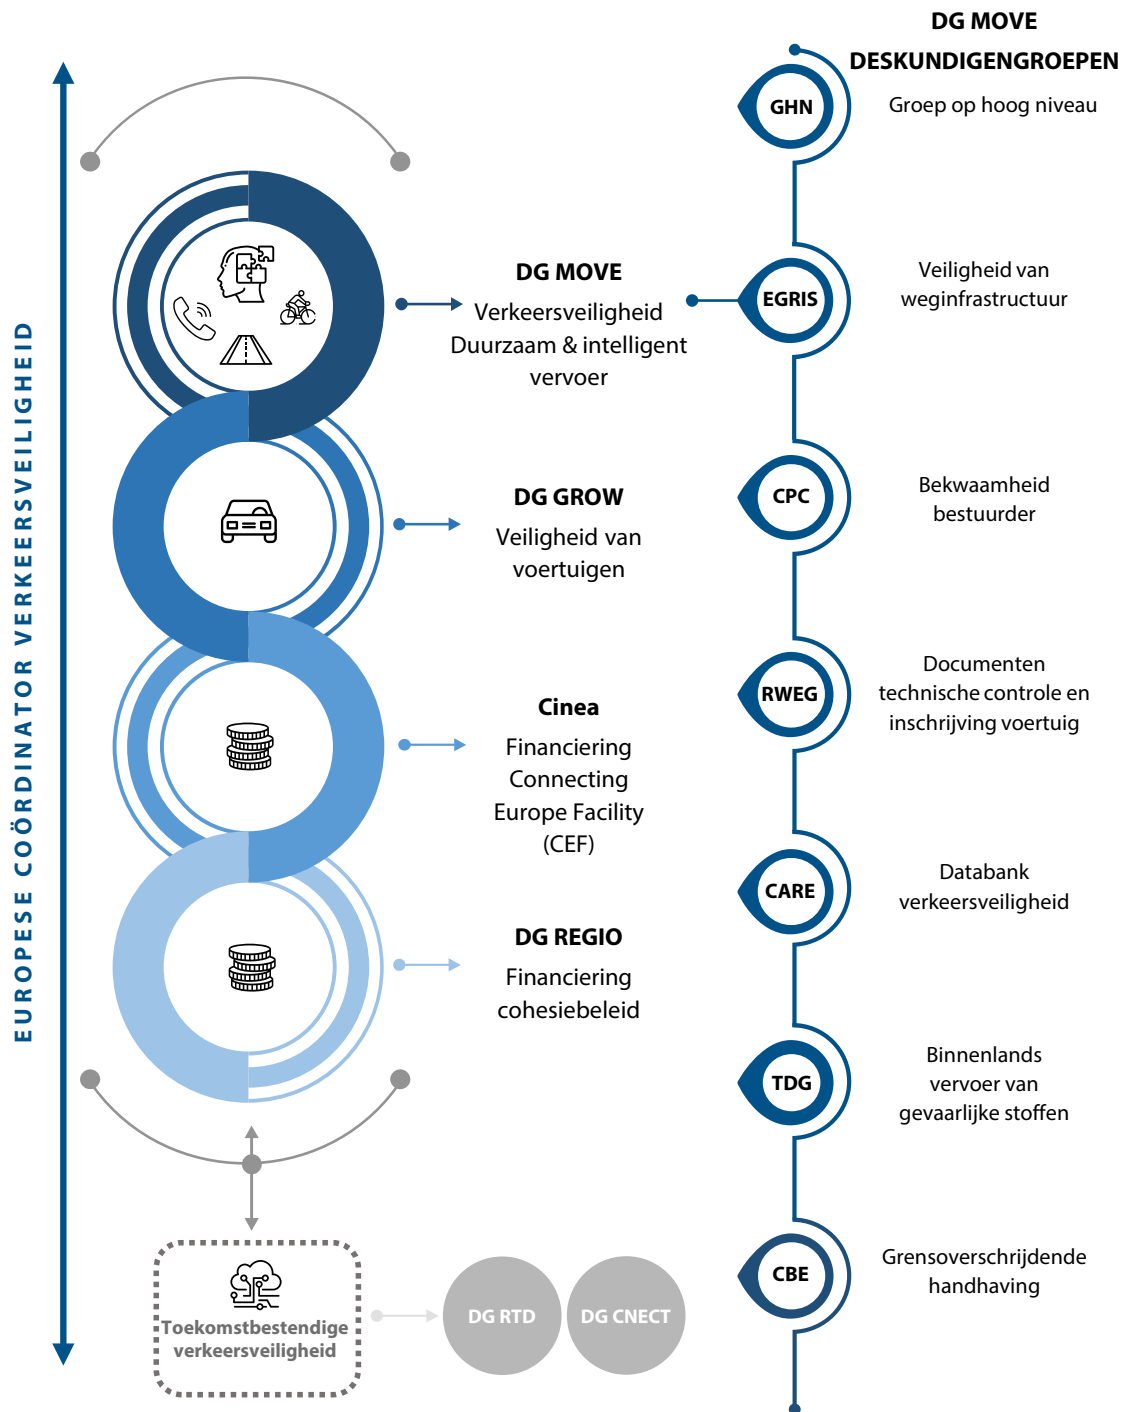 EUROPESE COÖRDINATOR VERKEERSVEILIGHEID
DG MOVE
Verkeersveiligheid
Duurzaam & intelligent
vervoer
DG GROW
Veiligheid van
voertuigen
Cinea
Financiering
Connecting
Europe Facility
(CEF)
DG REGIO
Financiering
cohesiebeleid
Toekomstbestendige
verkeersveiligheid
DG RTD
DG CNECT
DG MOVE
DESKUNDIGENGROEPEN
GHN
Groep op hoog niveau
EGRIS
Veiligheid van
weginfrastructuur
CPC
Bekwaamheid
bestuurder
RWEG
Documenten
technische controle en
inschrijving voertuig
CARE
Databank
verkeersveiligheid
TDG
Binnenlands
vervoer van
gevaarlijke stoffen
CBE
Grensoverschrijdende
handhaving